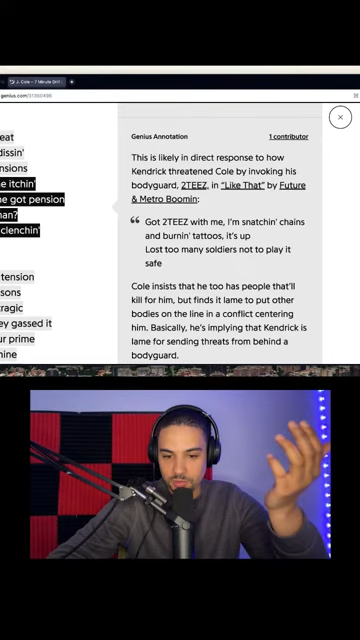 J. Cole – 7 Minute Drill
genius.com/31360496
eat
dissin'
nsions
e itchin'
e got pension
man?
clenchin'
tension
sons
ragic
ey gassed it
ur prime
nine
Genius Annotation
1 contributor
This is likely in direct response to how
Kendrick threatened Cole by invoking his
bodyguard, 2TEEZ, in “Like That” by Future
& Metro Boomin:
“ Got 2TEEZ with me, I'm snatchin' chains
and burnin' tattoos, it's up
Lost too many soldiers not to play it
safe
Cole insists that he too has people that'll
kill for him, but finds it lame to put other
bodies on the line in a conflict centering
him. Basically, he's implying that Kendrick is
lame for sending threats from behind a
bodyguard.